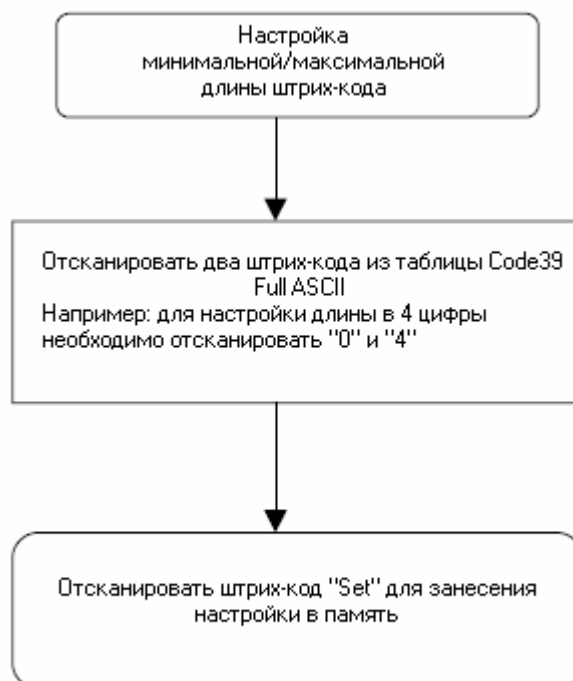 Настройка
минимальной/максимальной
длины штрих-кода
Отсканировать два штрих-кода из таблицы Code39
Full ASCII
Например: для настройки длины в 4 цифры
необходимо отсканировать "0" и "4"
Отсканировать штрих-код "Set" для занесения
настройки в память